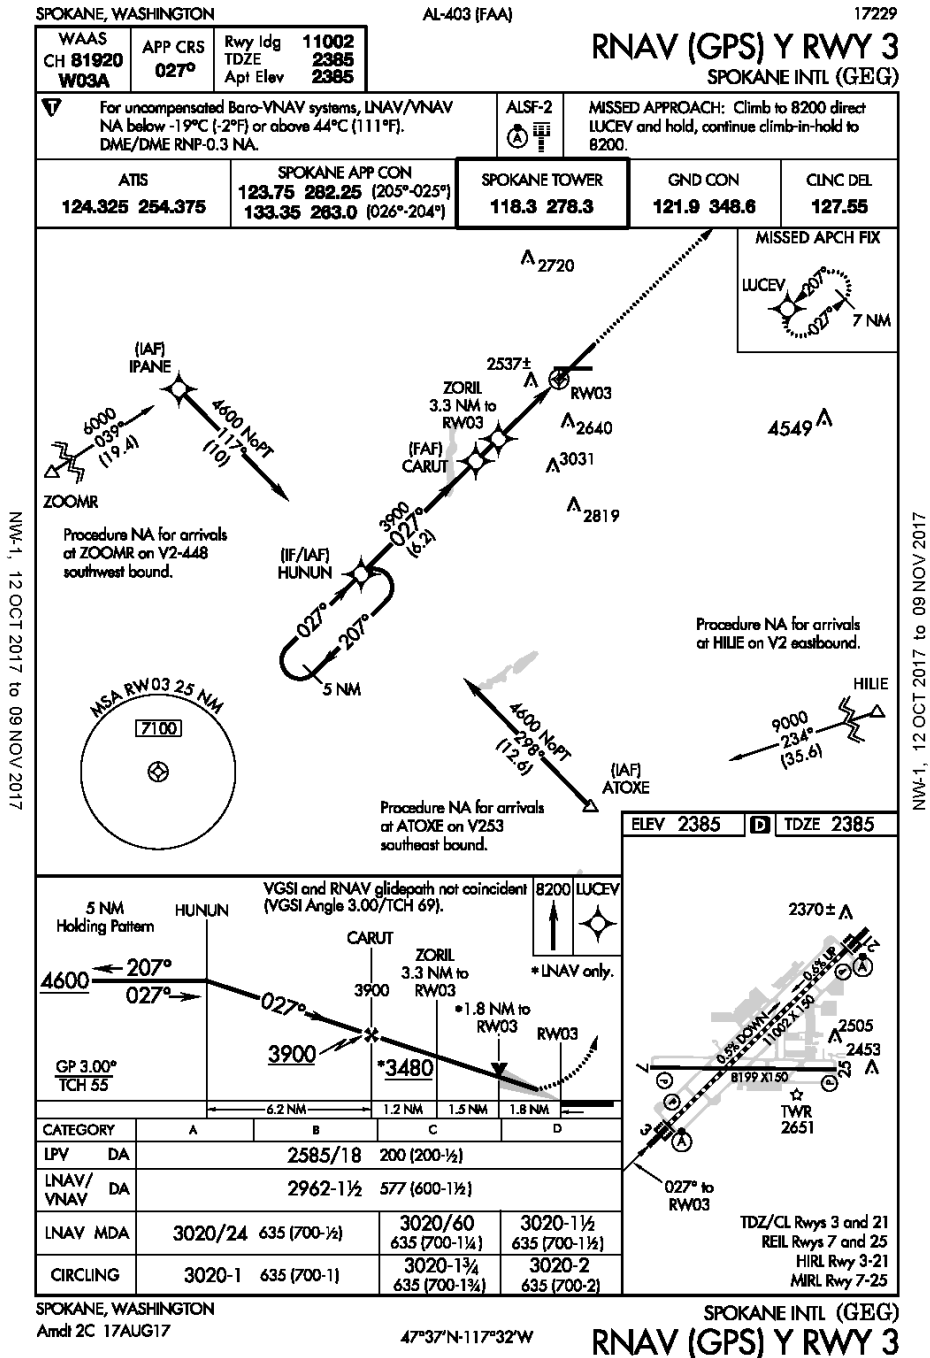 SPOKANE, WASHINGTON
AL-403 (FAA)
17229
WAAS
CH 81920
W03A
APP CRS
027°
Rwy ldg 11002
TDZE 2385
Apt Elev 2385
RNAV (GPS) Y RWY 3
SPOKANE INTL (GEG)
T
For uncompensated Baro-VNAV systems, LNAV/VNAV
NA below -19°C (-2°F) or above 44°C (111°F).
DME/DME RNP-0.3 NA.
ALSF-2
A
MISSED APPROACH: Climb to 8200 direct
LUCEV and hold, continue climb-in-hold to
8200.
ATIS
124.325 254.375
SPOKANE APP CON
123.75 282.25 (205°-025°)
133.35 263.0 (026°-204°)
SPOKANE TOWER
118.3 278.3
GND CON
121.9 348.6
CLNC DEL
127.55
MISSED APCH FIX
LUCEV
207°
027°
7 NM
2720
(IAF)
IPANE
2537±
RW03
ZORIL
3.3 NM to
RW03
6000
039°
(19.4)
4600 NoPT
117°
(10)
2640
4549
(FAF)
CARUT
3031
ZOOMR
2819
3900
027°
(6.2)
Procedure NA for arrivals
at ZOOMR on V2-448
southwest bound.
(IF/IAF)
HUNUN
027°
207°
5 NM
Procedure NA for arrivals
at HILIE on V2 eastbound.
HILIE
9000
234°
(35.6)
MSA RW03 25 NM
7100
4600 NoPT
298°
(12.6)
(IAF)
ATOXE
Procedure NA for arrivals
at ATOXE on V253
southeast bound.
NW-1, 12 OCT 2017 to 09 NOV 2017
NW-1, 12 OCT 2017 to 09 NOV 2017
ELEV 2385
D
TDZE 2385
VGSI and RNAV glidepath not coincident
(VGSI Angle 3.00/TCH 69).
8200
LUCEV
5 NM
Holding Pattern
HUNUN
CARUT
ZORIL
3.3 NM to
RW03
*LNAV only.
4600
207°
027°
027°
3900
*1.8 NM to
RW03
RW03
3900
*3480
GP 3.00°
TCH 55
6.2 NM
1.2 NM
1.5 NM
1.8 NM
2370±
21
0.6% UP
P
A
11002 X 150
0.5% DOWN
2505
2453
7
8199 X150
25
P
P
P
TWR
2651
3
A
027° to
RW03
TDZ/CL Rwys 3 and 21
REIL Rwys 7 and 25
HIRL Rwy 3-21
MIRL Rwy 7-25
CATEGORY A B C D
LPV DA 2585/18 200 (200-½)
LNAV/
VNAV DA 2962-1½ 577 (600-1½)
LNAV MDA 3020/24 635 (700-½) 3020/60
635 (700-1¼) 3020-1½
635 (700-1½)
CIRCLING 3020-1 635 (700-1) 3020-1¾
635 (700-1¾) 3020-2
635 (700-2)
SPOKANE, WASHINGTON
Amdt 2C 17AUG17
47°37'N-117°32'W
SPOKANE INTL (GEG)
RNAV (GPS) Y RWY 3